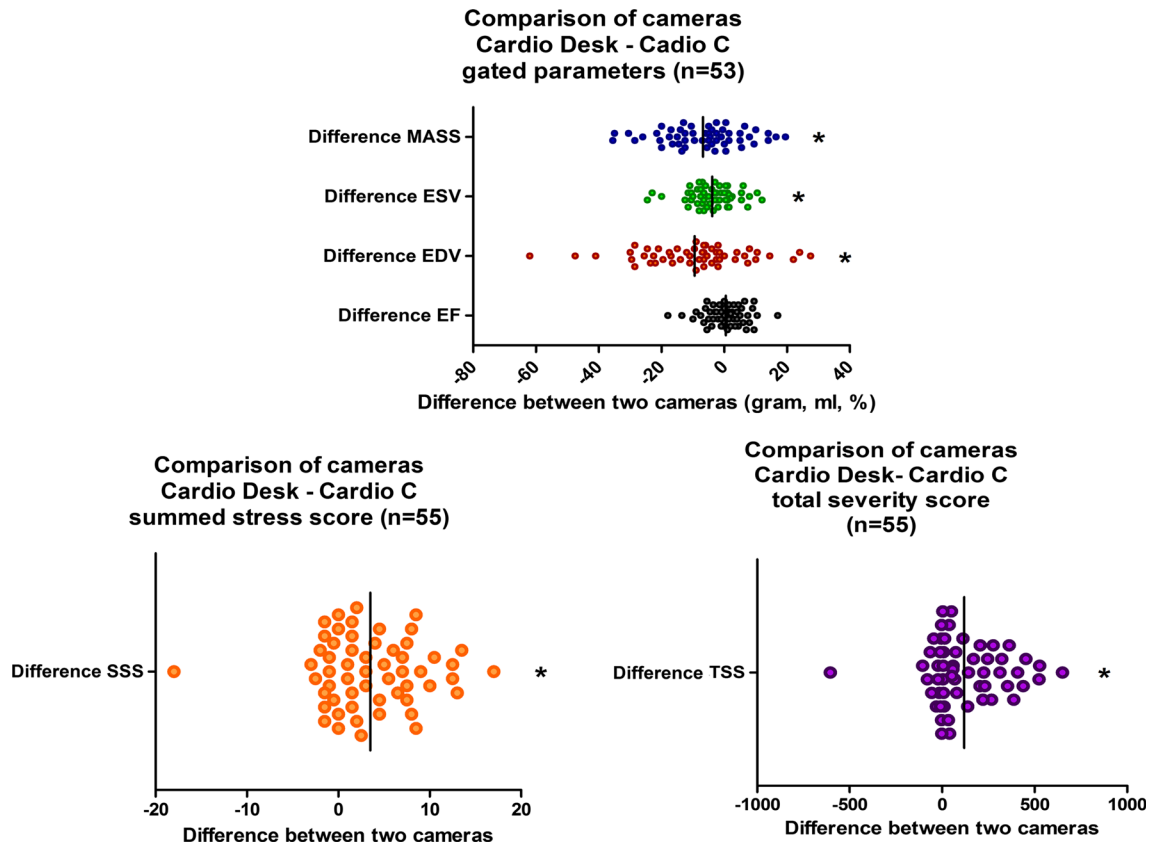 Comparison of cameras
Cardio Desk - Cadio C
gated parameters (n=53)
Difference MASS
*
Difference ESV
*
Difference EDV
*
Difference EF
-80
-60
-40
-20
0
20
40
Difference between two cameras (gram, ml, %)
Comparison of cameras
Cardio Desk - Cardio C
summed stress score (n=55)
Difference SSS
*
-20
-10
0
10
20
Difference between two cameras
Comparison of cameras
Cardio Desk- Cardio C
total severity score
(n=55)
Difference TSS
*
-1000
-500
0
500
1000
Difference between two cameras